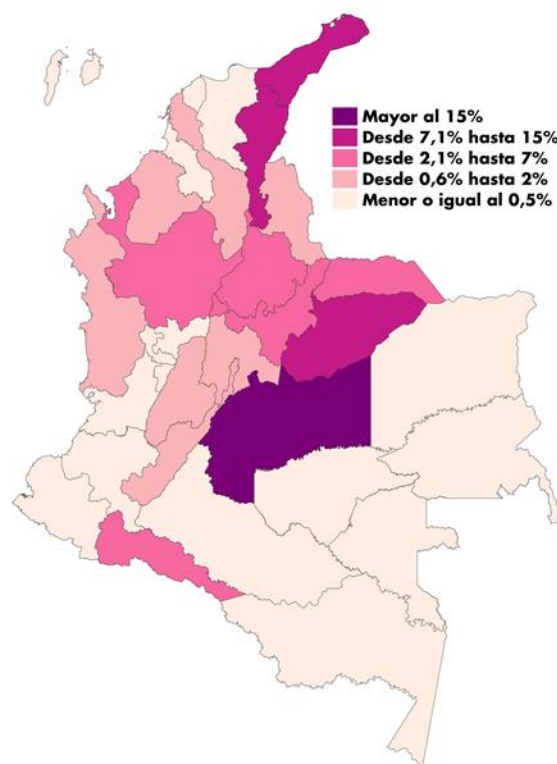 Mayor al 15%
Desde 7,1% hasta 15%
Desde 2,1% hasta 7%
Desde 0,6% hasta 2%
Menor o igual al 0,5%